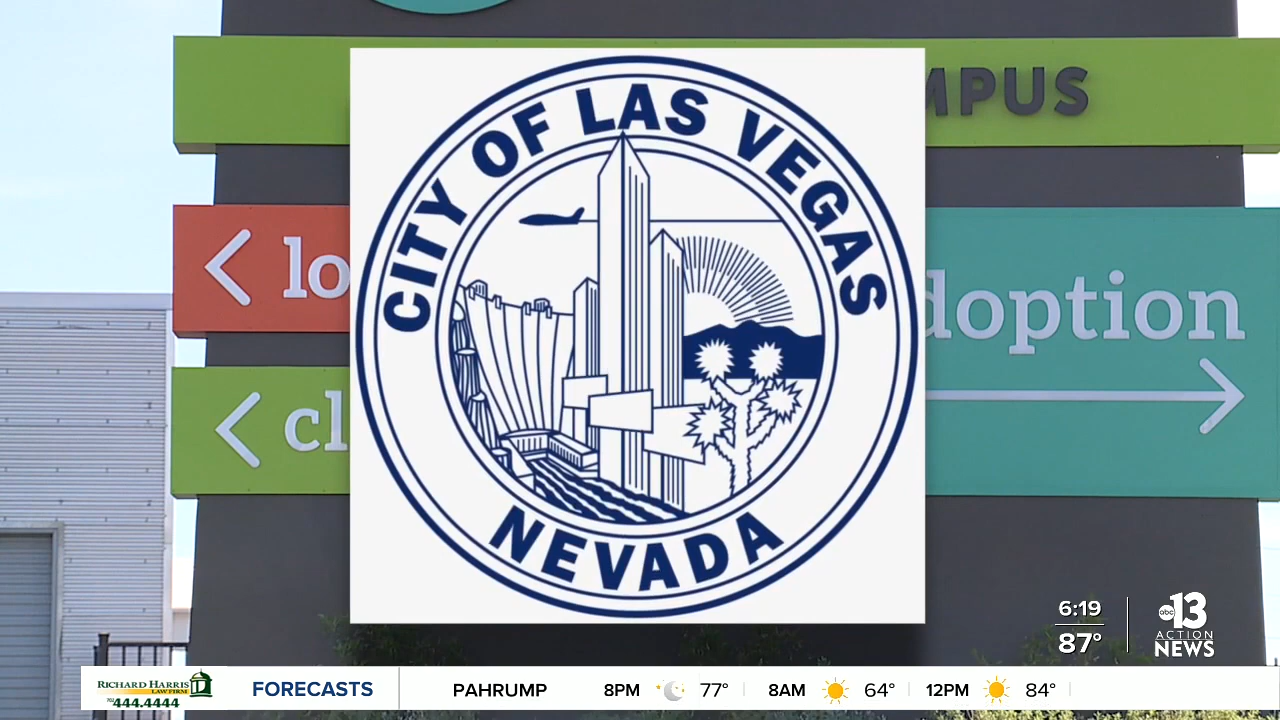 MPUS
CITY OF LAS VEGAS
NEVADA
lo
doption
cl
6:19
87°
abc 13
ACTION
NEWS
RICHARD HARRIS
LAW FIRM
702 444.4444
FORECASTS
PAHRUMP
8PM
77°
8AM
64°
12PM
84°